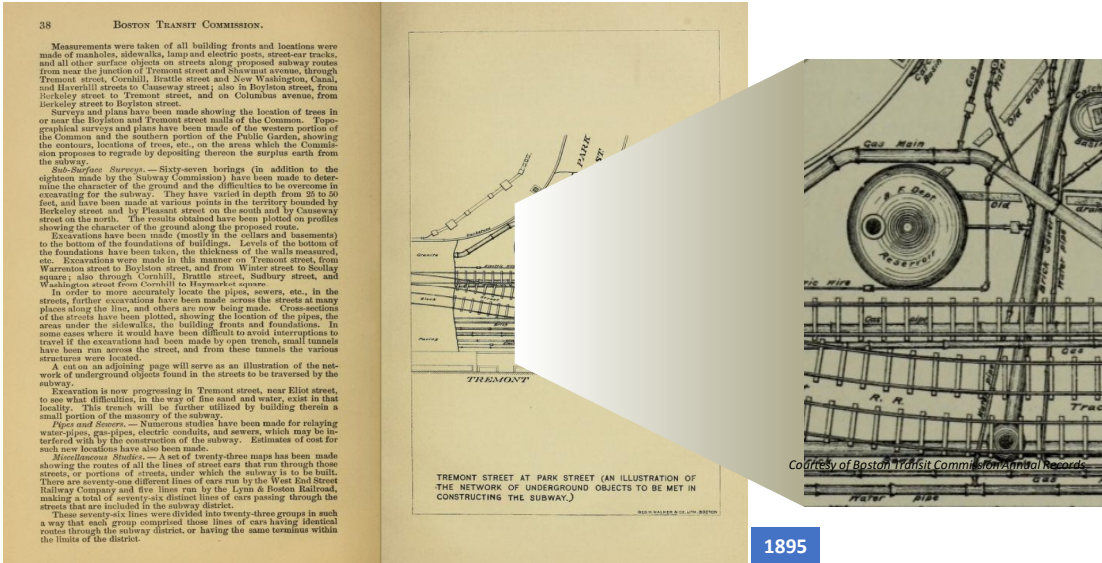 38 BOSTON TRANSIT COMMISSION.
Measurements were taken of all building fronts and locations were
made of manholes, sidewalks, lamp and electric posts, street-car tracks,
and all other surface objects on streets along proposed subway routes
from near the junction of Tremont street and Shawmut avenue, through
Tremont street, Cornhill, Brattle street and New Washington, Canal,
and Haverhill streets to Causeway street; also in Boylston street, from
Berkeley street to Tremont street, and on Columbus avenue, from
Berkeley street to Boylston street.
Surveys and plans have been made showing the location of trees in
or near the Boylston and Tremont street malls of the Common. Topo-
graphical surveys and plans have been made of the western portion of
the Common and the southern portion of the Public Garden, showing
the contours, locations of trees, etc., on the areas which the Commis-
sion proposes to regrade by depositing thereon the surplus earth from
the subway.
Sub-Surface Surveys. — Sixty-seven borings (in addition to the
eighteen made by the Subway Commission) have been made to deter-
mine the character of the ground and the difficulties to be overcome in
excavating for the subway. They have varied in depth from 25 to 50
feet, and have been made at various points in the territory bounded by
Berkeley street and by Pleasant street on the south and by Causeway
street on the north. The results obtained have been plotted on profiles
showing the character of the ground along the proposed route.
Excavations have been made (mostly in the cellars and basements)
to the bottom of the foundations of buildings. Levels of the bottom of
the foundations have been taken, the thickness of the walls measured,
etc. Excavations were made in this manner on Tremont street, from
Warrenton street to Boylston street, and from Winter street to Scollay
square; also through Cornhill, Brattle street, Sudbury street, and
Washington street from Cornhill to Haymarket square.
In order to more accurately locate the pipes, sewers, etc., in the
streets, further excavations have been made across the streets at many
places along the line, and others are now being made. Cross-sections
of the streets have been plotted, showing the location of the pipes, the
areas under the sidewalks, the building fronts and foundations. In
some cases where it would have been difficult to avoid interruptions to
travel if the excavations had been made by open trench, small tunnels
have been run across the street, and from these tunnels the various
structures were located.
A cut on an adjoining page will serve as an illustration of the net-
work of underground objects found in the streets to be traversed by the
subway.
Excavation is now progressing in Tremont street, near Eliot street,
to see what difficulties, in the way of fine sand and water, exist in that
locality. This trench will be further utilized by building therein a
small portion of the masonry of the subway.
Pipes and Sewers. — Numerous studies have been made for relaying
water-pipes, gas-pipes, electric conduits, and sewers, which may be in-
terfered with by the construction of the subway. Estimates of cost for
such new locations have also been made.
Miscellaneous Studies. — A set of twenty-three maps has been made
showing the routes of all the lines of street cars that run through those
streets, or portions of streets, under which the subway is to be built.
There are seventy-one different lines of cars run by the West End Street
Railway Company and five lines run by the Lynn & Boston Railroad,
making a total of seventy-six distinct lines of cars passing through the
streets that are included in the subway district.
These seventy-six lines were divided into twenty-three groups in such
a way that each group comprised those lines of cars having identical
routes through the subway district, or having the same terminus within
the limits of the district.
PARK
ST.
Granite
Block
Paving
TREMONT
TREMONT STREET AT PARK STREET (AN ILLUSTRATION OF
THE NETWORK OF UNDERGROUND OBJECTS TO BE MET IN
CONSTRUCTING THE SUBWAY.)
GEO. H. WALKER & CO. LITH. BOSTON
Catch
Basin
Gas
Water
drain
Old
Catch
Basin
Gas Main
B. F. Dept.
Reservoir
Old
drain
Water pipe
ric Wire
Gas pipe
Gas
R. R.
Trac
Courtesy of Boston Transit Commission Annual Records
Water pipe
Gas
1895